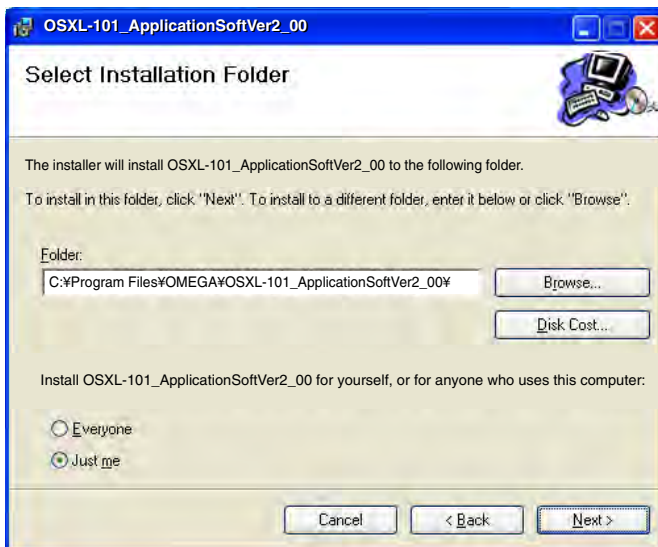 OSXL-101_ApplicationSoftVer2_00
Select Installation Folder
The installer will install OSXL-101_ApplicationSoftVer2_00 to the following folder.
To install in this folder, click "Next". To install to a different folder, enter it below or click "Browse".
Folder:
C:¥Program Files¥OMEGA¥OSXL-101_ApplicationSoftVer2_00¥
Browse...
Disk Cost...
Install OSXL-101_ApplicationSoftVer2_00 for yourself, or for anyone who uses this computer:
Everyone
Just me
Cancel
< Back
Next >